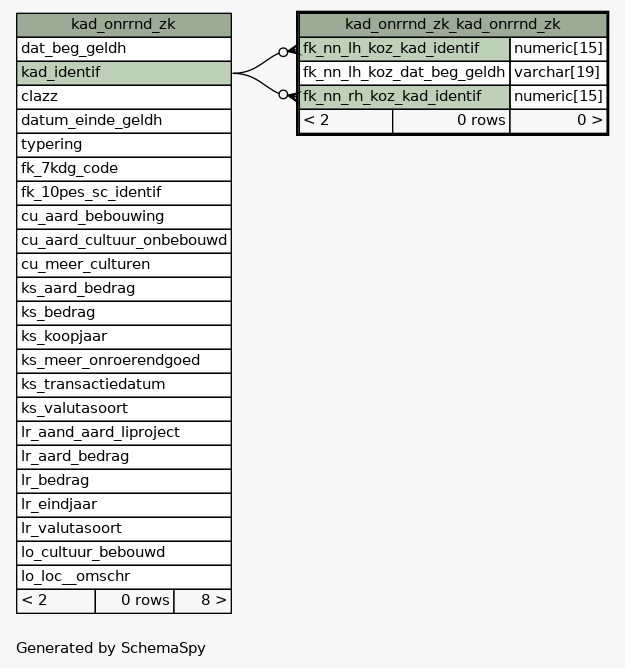 kad_onrrnd_zk
dat_beg_geldh
kad_identif
clazz
datum_einde_geldh
typering
fk_7kdg_code
fk_10pes_sc_identif
cu_aard_bebouwing
cu_aard_cultuur_onbebouwd
cu_meer_culturen
ks_aard_bedrag
ks_bedrag
ks_koopjaar
ks_meer_onroerendgoed
ks_transactiedatum
ks_valutasoort
lr_aand_aard_liproject
lr_aard_bedrag
lr_bedrag
lr_eindjaar
lr_valutasoort
lo_cultuur_bebouwd
lo_loc__omschr
< 2 0 rows 8 >
kad_onrrnd_zk_kad_onrrnd_zk
fk_nn_lh_koz_kad_identif numeric[15]
fk_nn_lh_koz_dat_beg_geldh varchar[19]
fk_nn_rh_koz_kad_identif numeric[15]
< 2 0 rows 0 >
Generated by SchemaSpy